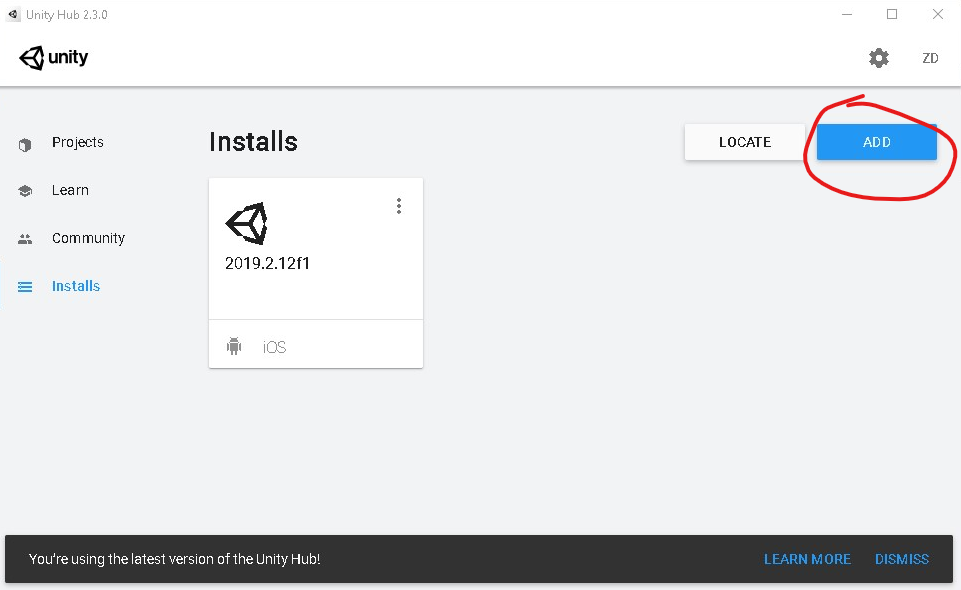 Unity Hub 2.3.0
unity
ZD
Projects
Learn
Community
Installs
Installs
LOCATE
ADD
2019.2.12f1
iOS
You're using the latest version of the Unity Hub!
LEARN MORE
DISMISS